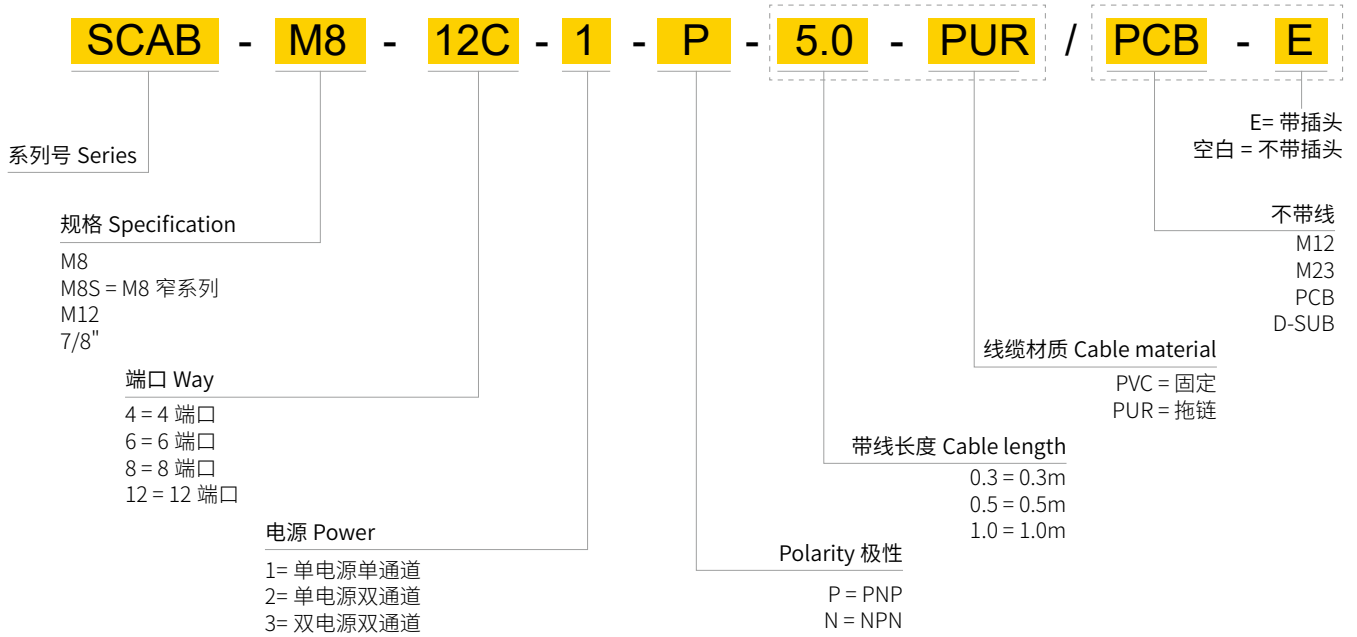 SCAB - M8 - 12C - 1 - P - 5.0 - PUR / PCB - E
E= 带插头
空白 = 不带插头
系列号 Series
规格 Specification
M8
M8S = M8 窄系列
M12
7/8"
不带线
M12
M23
PCB
D-SUB
端口 Way
4 = 4 端口
6 = 6 端口
8 = 8 端口
12 = 12 端口
线缆材质 Cable material
PVC = 固定
PUR = 拖链
带线长度 Cable length
0.3 = 0.3m
0.5 = 0.5m
1.0 = 1.0m
电源 Power
1= 单电源单通道
2= 单电源双通道
3= 双电源双通道
Polarity 极性
P = PNP
N = NPN